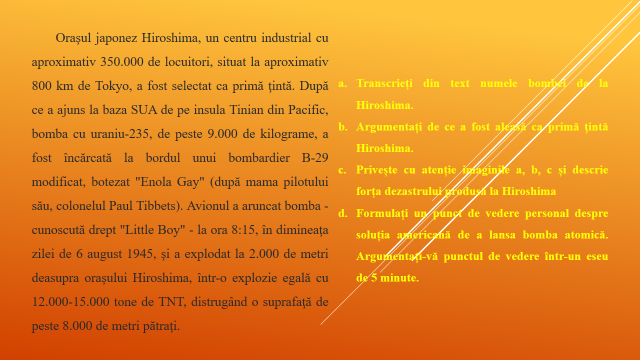 Orașul japonez Hiroshima, un centru industrial cu
aproximativ 350.000 de locuitori, situat la aproximativ
800 km de Tokyo, a fost selectat ca primă țintă. După
ce a ajuns la baza SUA de pe insula Tinian din Pacific,
bomba cu uraniu-235, de peste 9.000 de kilograme, a
fost încărcată la bordul unui bombardier B-29
modificat, botezat "Enola Gay" (după mama pilotului
său, colonelul Paul Tibbets). Avionul a aruncat bomba -
cunoscută drept "Little Boy" - la ora 8:15, în dimineața
zilei de 6 august 1945, și a explodat la 2.000 de metri
deasupra orașului Hiroshima, într-o explozie egală cu
12.000-15.000 tone de TNT, distrugând o suprafață de
peste 8.000 de metri pătrați.
a. Transcrieți din text numele bombei de la
Hiroshima.
b. Argumentați de ce a fost aleasă ca primă țintă
Hiroshima.
c. Privește cu atenție imaginile a, b, c și descrie
forța dezastrului produsă la Hiroshima
d. Formulați un punct de vedere personal despre
soluția americană de a lansa bomba atomică.
Argumentați-vă punctul de vedere într-un eseu
de 5 minute.